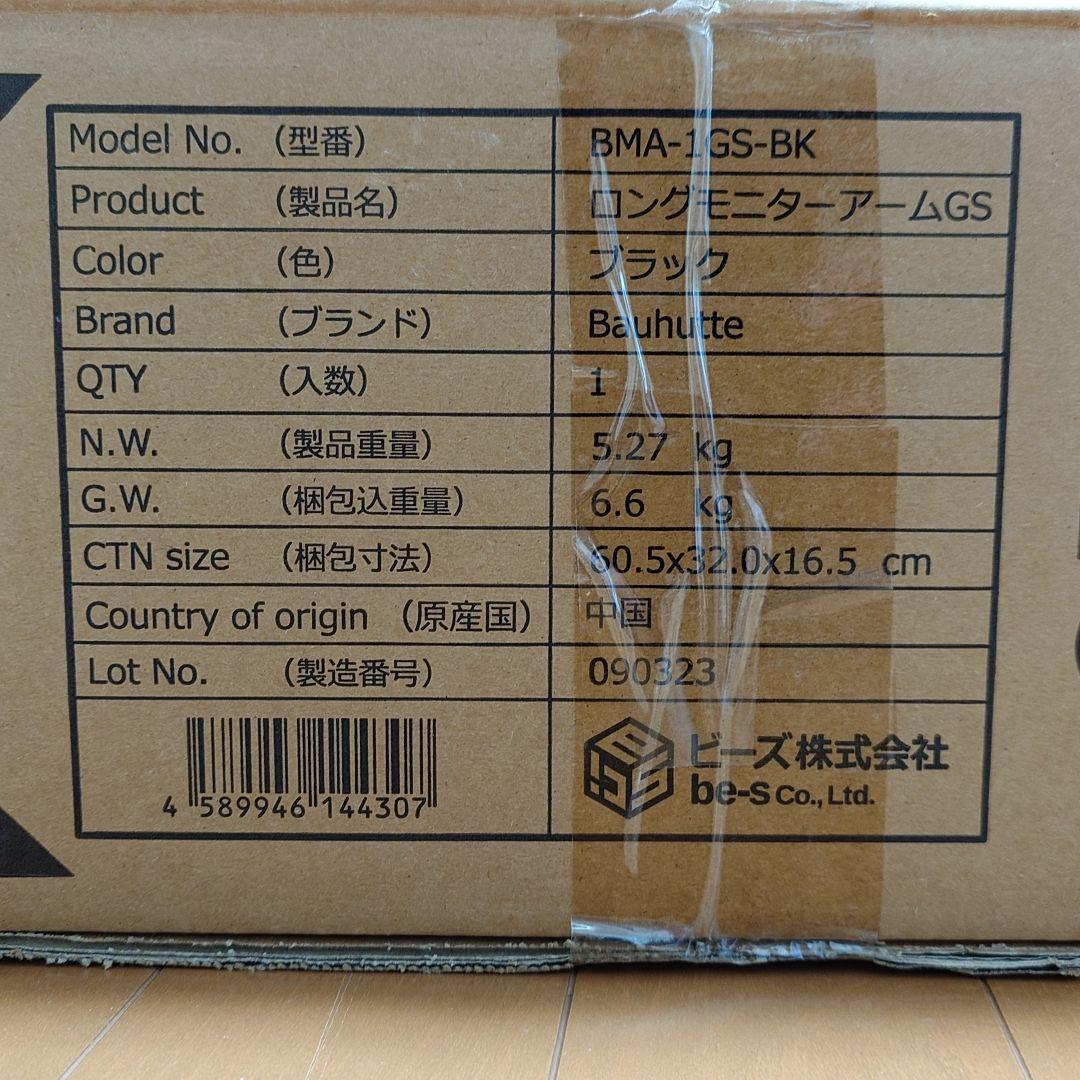 Model No. （型番） BMA-1GS-BK
Product （製品名） ロングモニターアームGS
Color （色） ブラック
Brand （ブランド） Bauhutte
QTY （入数） 1
N.W. （製品重量） 5.27 kg
G.W. （梱包込重量） 6.6 kg
CTN size （梱包寸法） 60.5x32.0x16.5 cm
Country of origin （原産国） 中国
Lot No. （製造番号） 090323
4 589946 144307
ビーズ株式会社
be-s Co., Ltd.